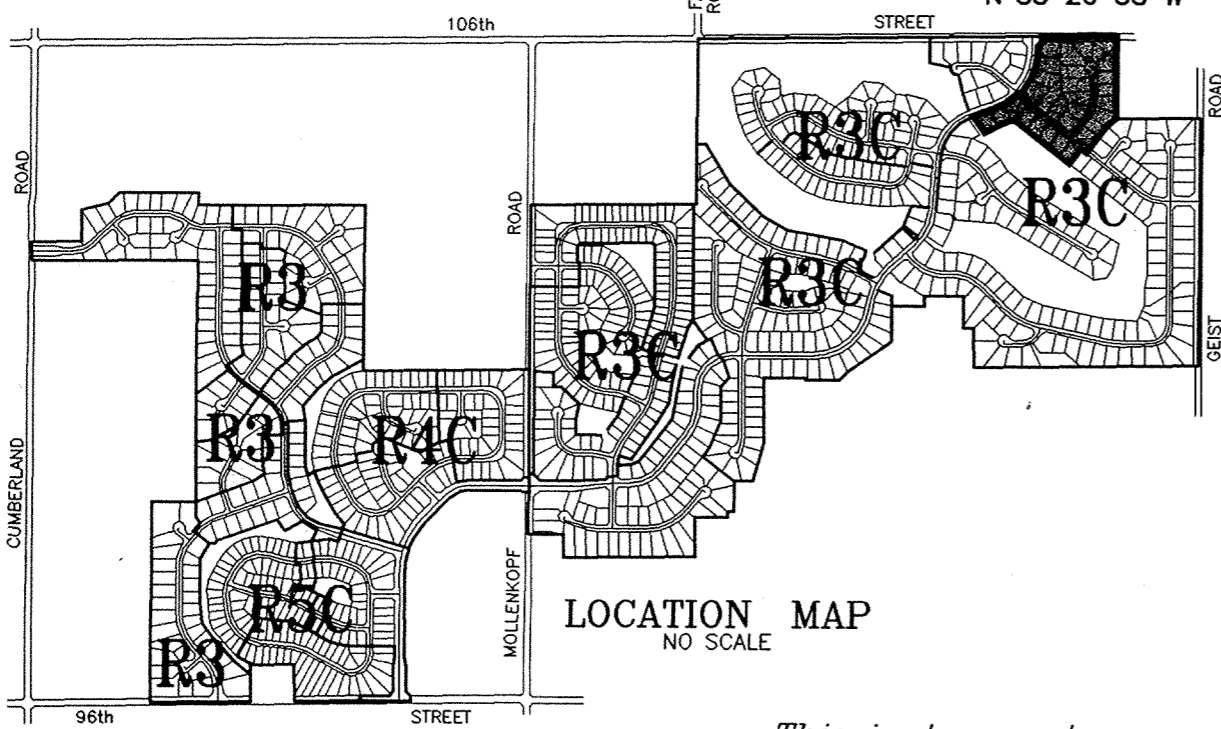 106th
STREET
ROAD
ROAD
ROAD
R3C
R3C
R3
R3C
R3C
GEIST
R3
R4C
CUMBERLAND
MOLLENKOPF
R5C
R3
LOCATION MAP
NO SCALE
96th
STREET